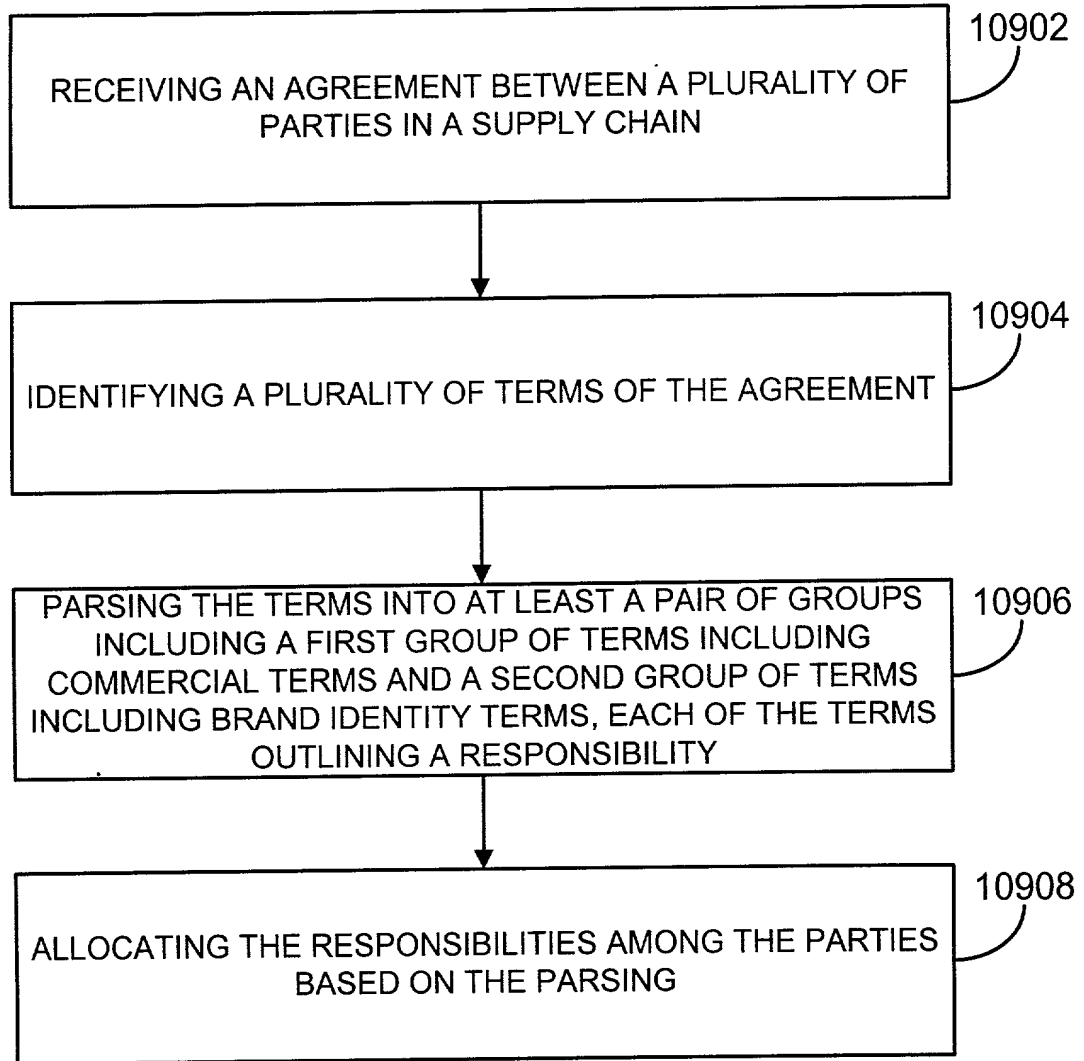 10902
RECEIVING AN AGREEMENT BETWEEN A PLURALITY OF
PARTIES IN A SUPPLY CHAIN
10904
IDENTIFYING A PLURALITY OF TERMS OF THE AGREEMENT
10906
PARSING THE TERMS INTO AT LEAST A PAIR OF GROUPS
INCLUDING A FIRST GROUP OF TERMS INCLUDING
COMMERCIAL TERMS AND A SECOND GROUP OF TERMS
INCLUDING BRAND IDENTITY TERMS, EACH OF THE TERMS
OUTLINING A RESPONSIBILITY
10908
ALLOCATING THE RESPONSIBILITIES AMONG THE PARTIES
BASED ON THE PARSING